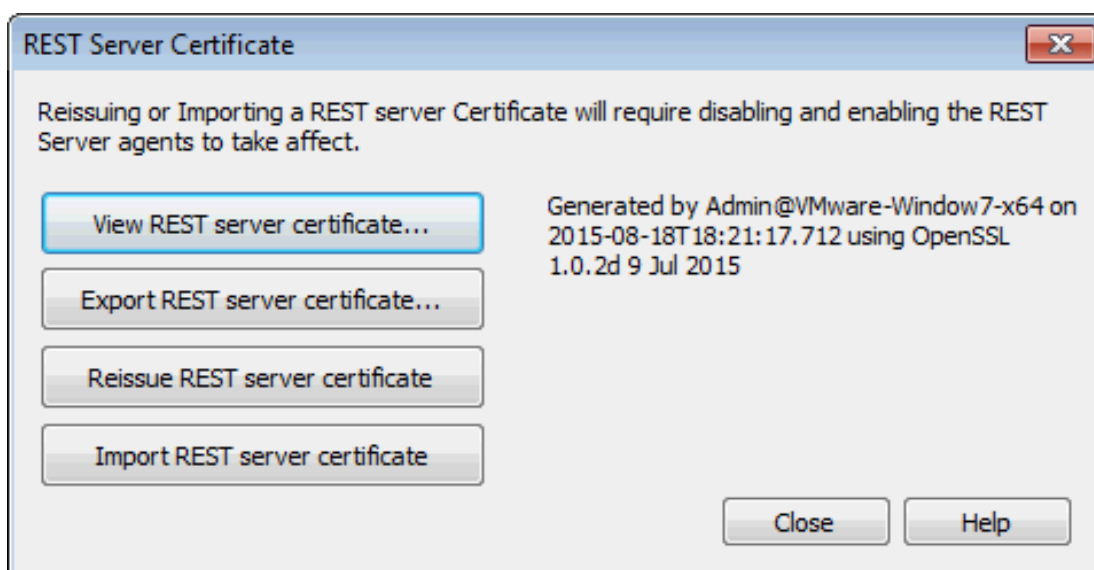 REST Server Certificate
Reissuing or Importing a REST server Certificate will require disabling and enabling the REST
Server agents to take affect.
View REST server certificate...
Generated by Admin@VMware-Window7-x64 on
2015-08-18T18:21:17.712 using OpenSSL
1.0.2d 9 Jul 2015
Export REST server certificate...
Reissue REST server certificate
Import REST server certificate
Close
Help